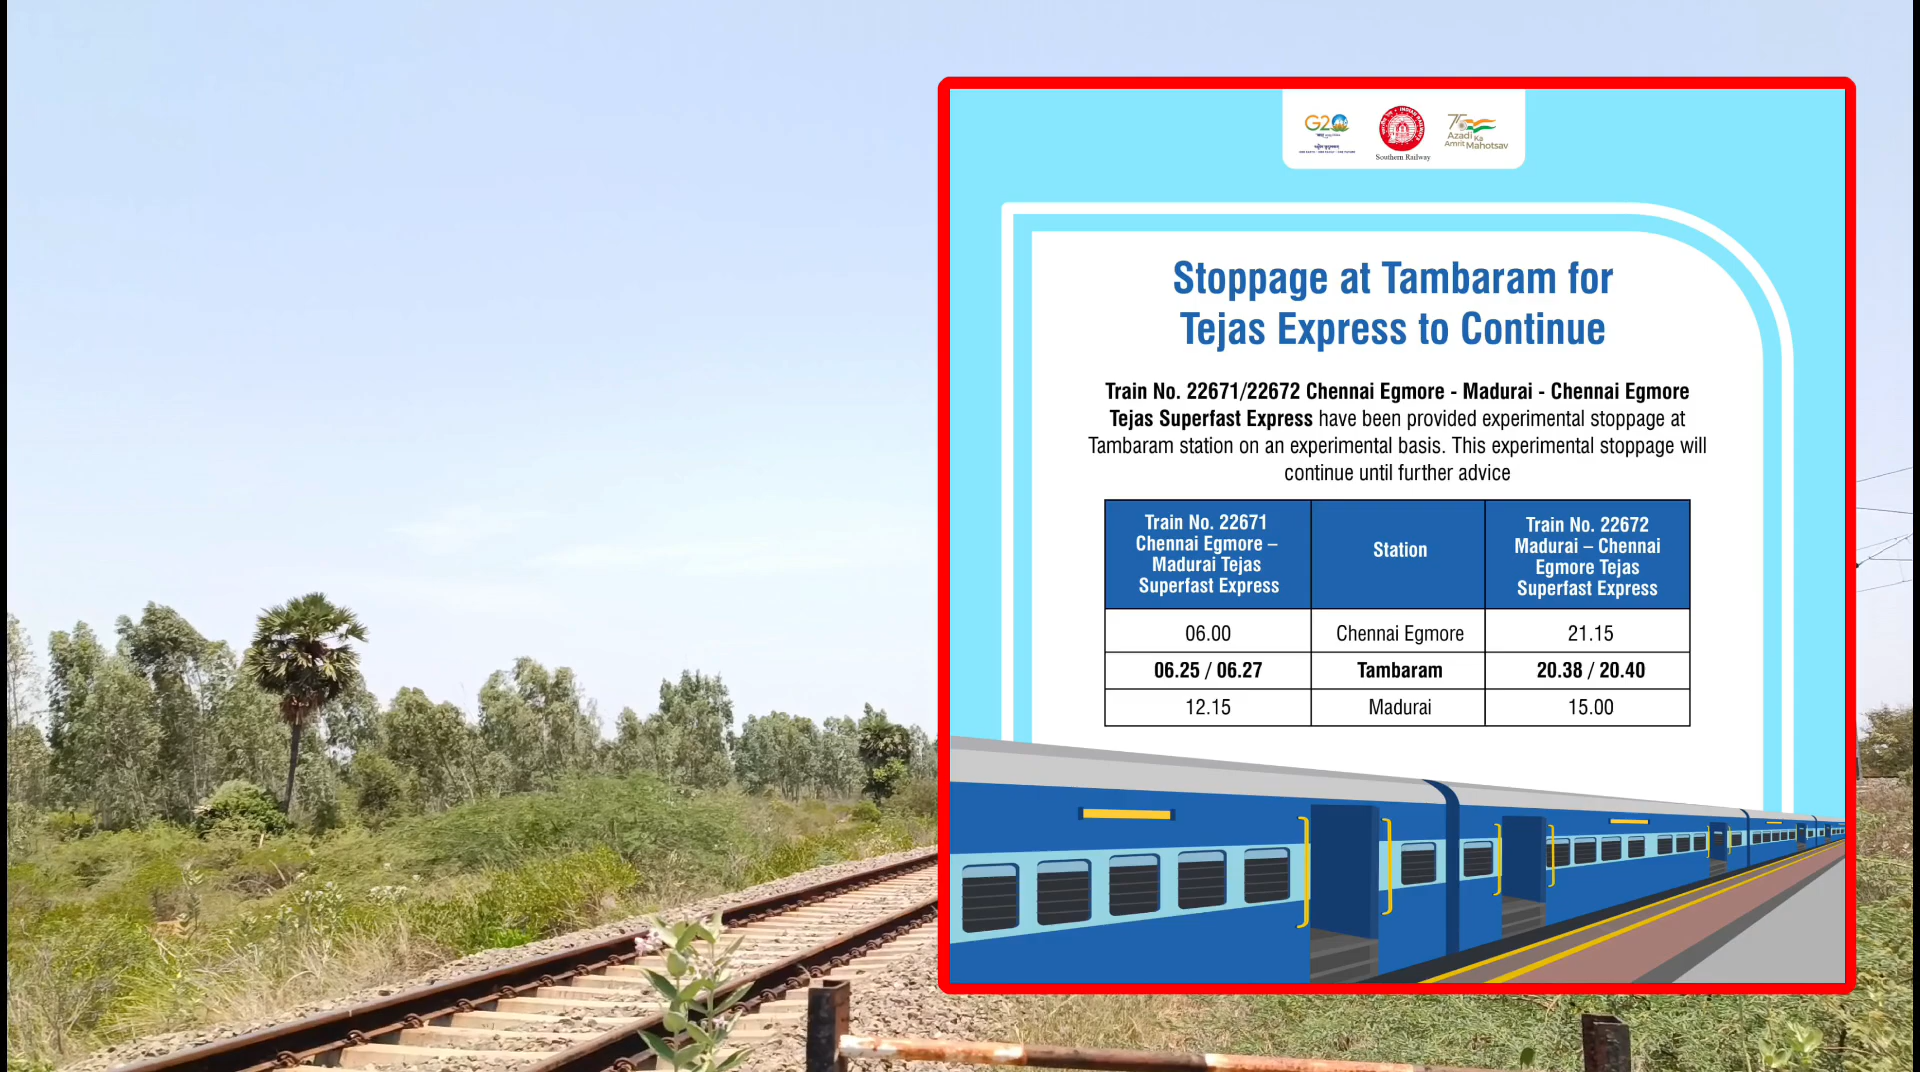 G20
Southern Railway
75
Azadi Ka
Amrit Mahotsav
Stoppage at Tambaram for
Tejas Express to Continue
Train No. 22671/22672 Chennai Egmore - Madurai - Chennai Egmore
Tejas Superfast Express have been provided experimental stoppage at
Tambaram station on an experimental basis. This experimental stoppage will
continue until further advice
Train No. 22671
Chennai Egmore –
Madurai Tejas
Superfast Express
Station
Train No. 22672
Madurai – Chennai
Egmore Tejas
Superfast Express
06.00 Chennai Egmore 21.15
06.25 / 06.27 Tambaram 20.38 / 20.40
12.15 Madurai 15.00